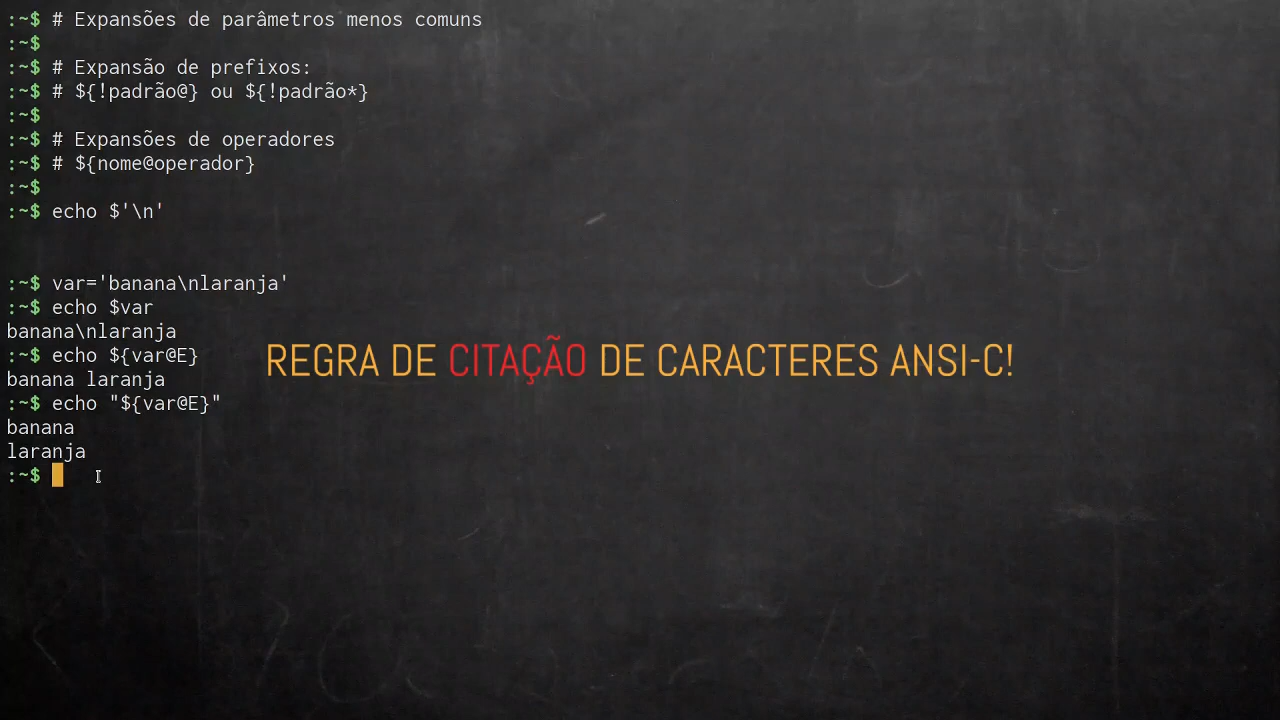 :~$ # Expansões de parâmetros menos comuns
:~$
:~$ # Expansão de prefixos:
:~$ # ${!padrão@} ou ${!padrão*}
:~$
:~$ # Expansões de operadores
:~$ # ${nome@operador}
:~$
:~$ echo $'\n'
:~$ var='banana\nlaranja'
:~$ echo $var
banana\nlaranja
:~$ echo ${var@E}
banana laranja
:~$ echo "${var@E}"
banana
laranja
:~$
REGRA DE CITAÇÃO DE CARACTERES ANSI-C!